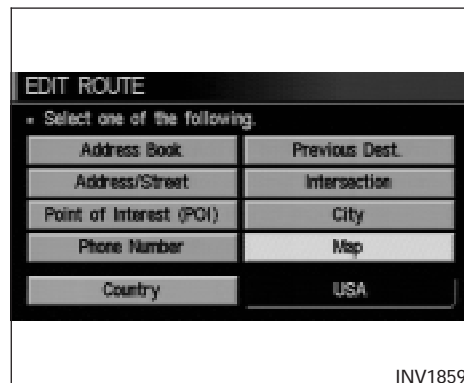 EDIT ROUTE
▪ Select one of the following.
Address Book Previous Dest.
Address/Street Intersection
Point of Interest (POI) City
Phone Number Map
Country USA
INV1859